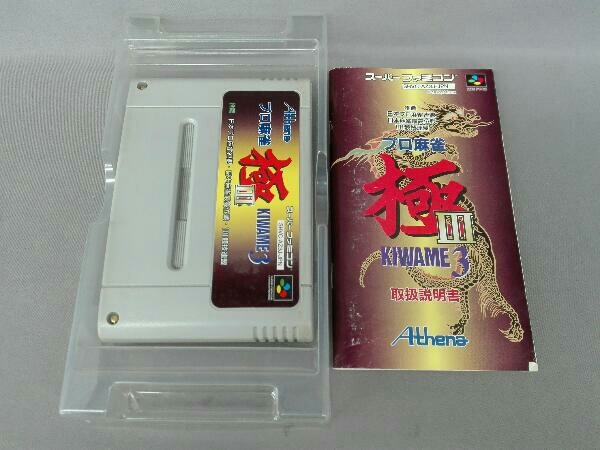 Athena
プロ麻雀
極
III
KIWAME 3
スーパーファミコン
スーパーファミコン
プロ麻雀
極
III
KIWAME 3
取扱説明書
Athena